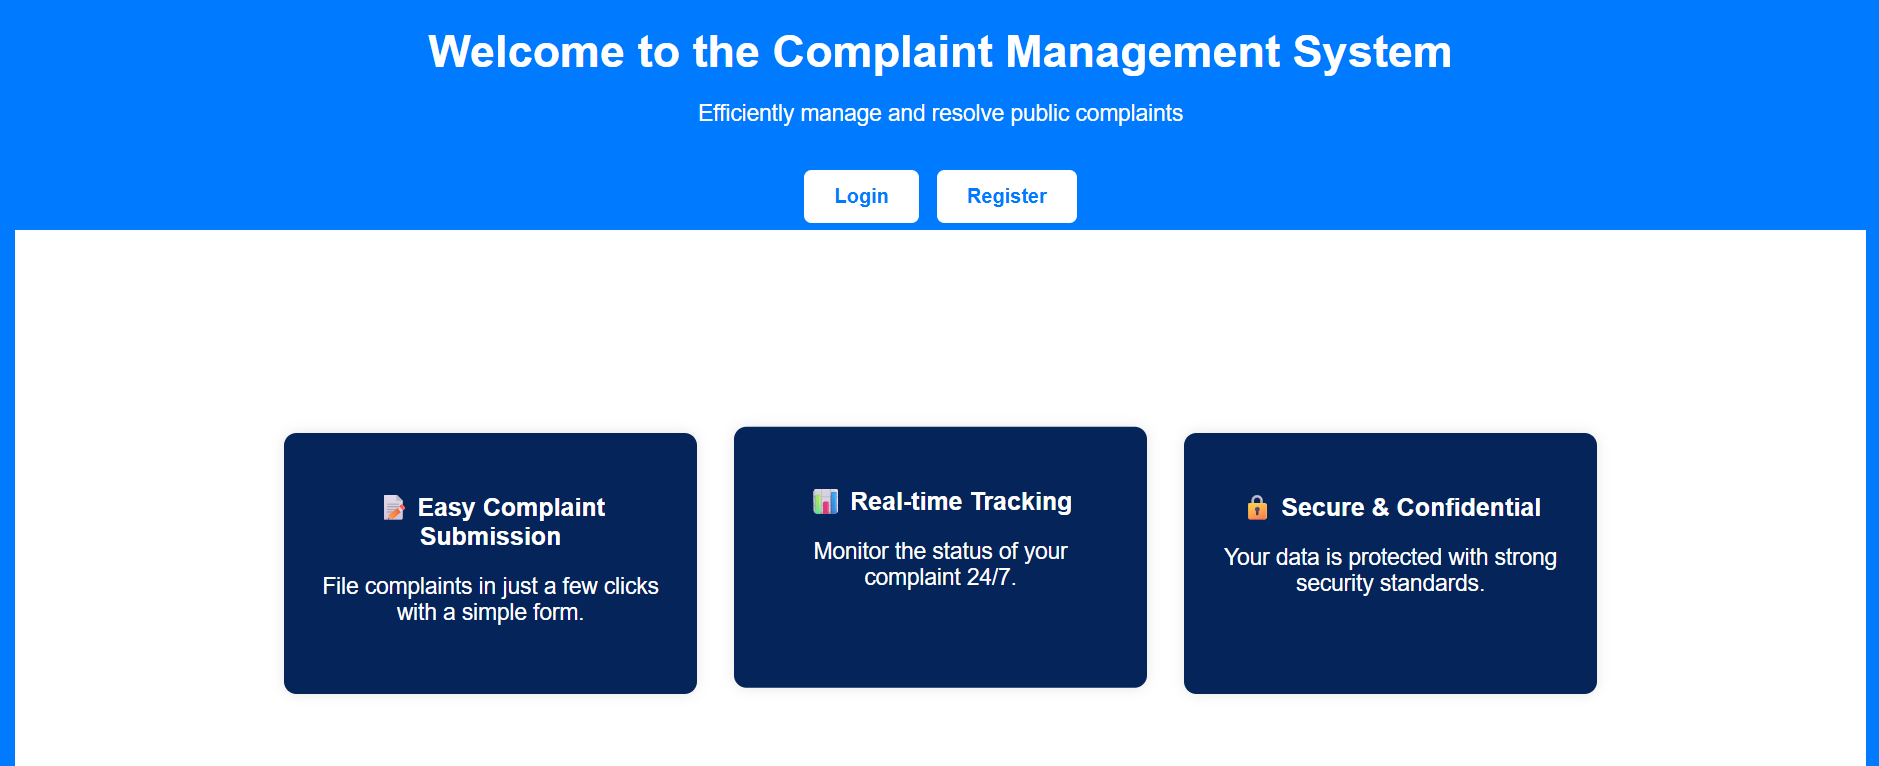 Welcome to the Complaint Management System
Efficiently manage and resolve public complaints
Login
Register
Easy Complaint
Submission
File complaints in just a few clicks
with a simple form.
Real-time Tracking
Monitor the status of your
complaint 24/7.
Secure & Confidential
Your data is protected with strong
security standards.